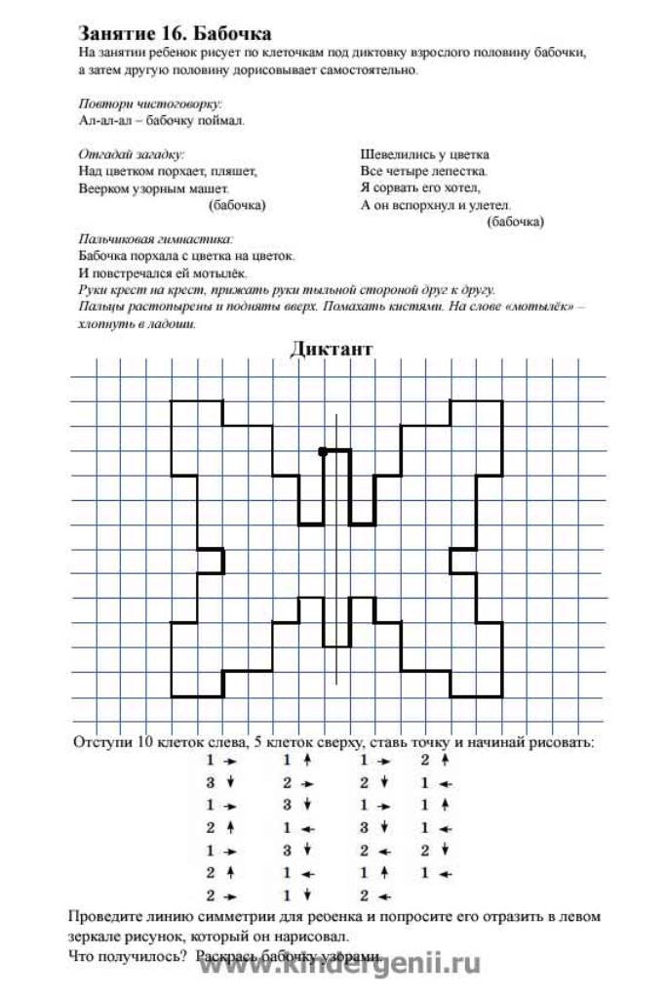 Занятие 16. Бабочка
На занятии ребенок рисует по клеточкам под диктовку взрослого половину бабочки,
а затем другую половину дорисовывает самостоятельно.
Повтори чистоговорку:
Ал-ал-ал – бабочку поймал.
Отгадай загадку:
Над цветком порхает, пляшет,
Веерком узорным машет.
(бабочка)
Шевелились у цветка
Все четыре лепестка.
Я сорвать его хотел,
А он вспорхнул и улетел.
(бабочка)
Пальчиковая гимнастика:
Бабочка порхала с цветка на цветок.
И повстречался ей мотылёк.
Руки крест на крест, прижать руки тыльной стороной друг к другу.
Пальцы растопырены и подняты вверх. Помахать кистями. На слове «мотылёк» –
хлопнуть в ладоши.
Диктант
Отступи 10 клеток слева, 5 клеток сверху, ставь точку и начинай рисовать:
1 → 1 ↑ 1 → 2 ↑
3 ↓ 2 → 2 ↓ 1 ←
1 → 3 ↓ 1 → 1 ↑
2 ↑ 1 ← 3 ↓ 1 ←
1 → 3 ↓ 2 ← 2 ↓
2 ↑ 1 ← 1 ↑ 1 ←
2 → 1 ↓ 2 ←
Проведите линию симметрии для ребенка и попросите его отразить в левом
зеркале рисунок, который он нарисовал.
Что получилось? Раскрась бабочку узорами.
www.kindergenii.ru